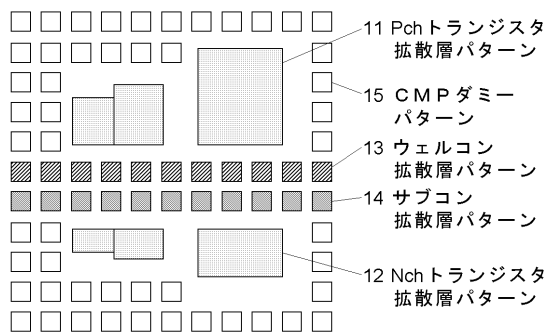 11 Pchトランジスタ
拡散層パターン
15 ＣＭＰダミー
パターン
13 ウェルコン
拡散層パターン
14 サブコン
拡散層パターン
12 Nchトランジスタ
拡散層パターン